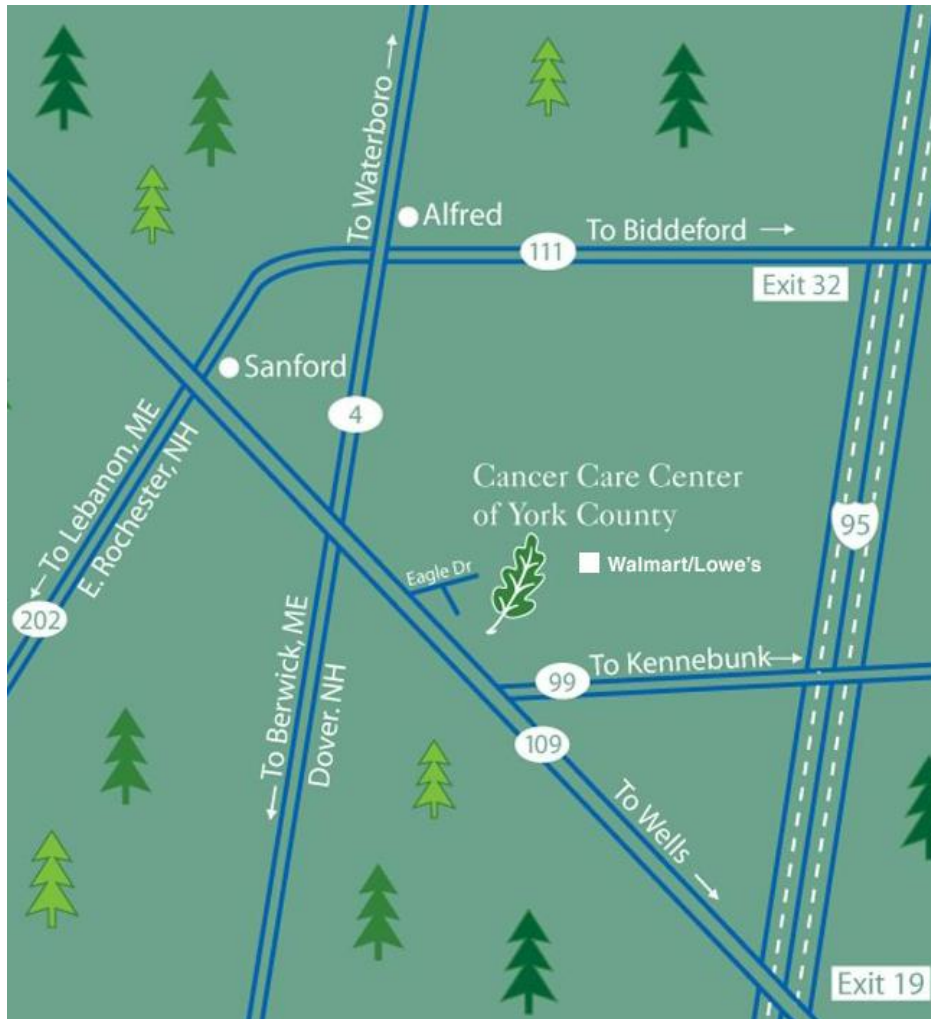 To Waterboro
Alfred
To Biddeford
111
Exit 32
Sanford
4
To Lebanon, ME
E. Rochester, NH
202
Cancer Care Center
of York County
95
Walmart/Lowe's
Eagle Dr
To Kennebunk
99
To Berwick, ME
Dover. NH
109
To Wells
Exit 19